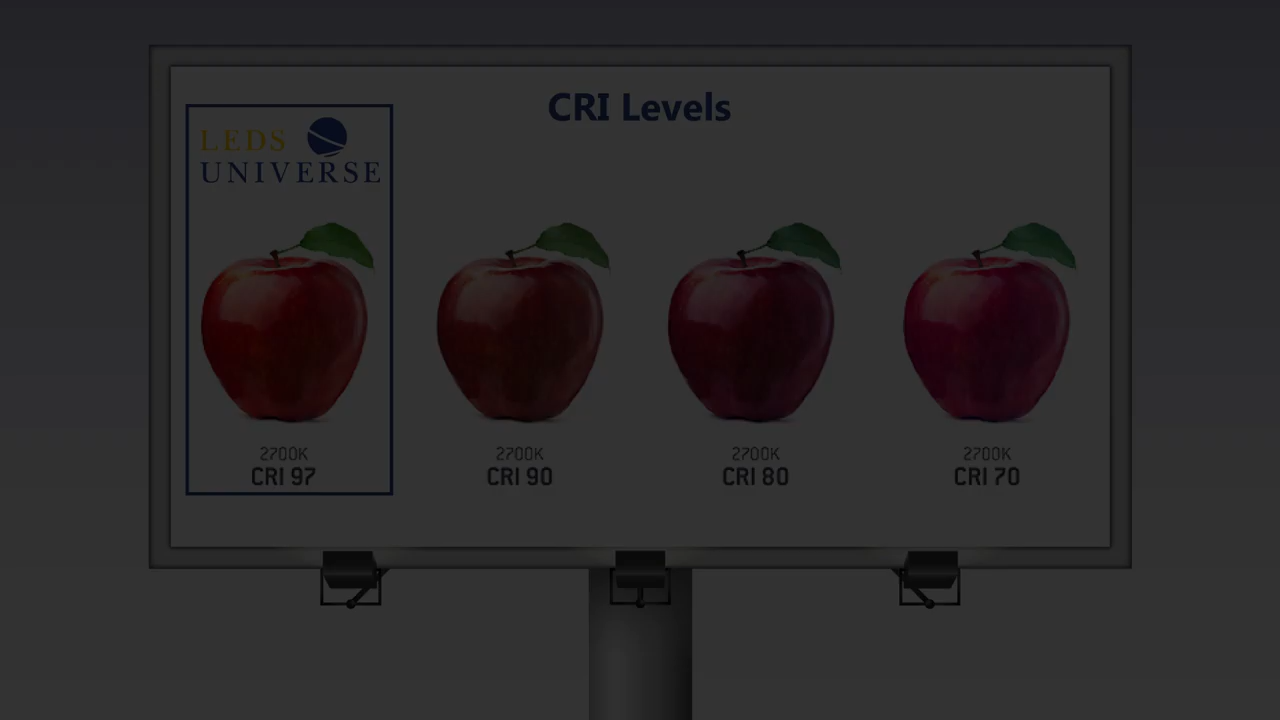 CRI Levels
LEDS
UNIVERSE
2700K
CRI 97
2700K
CRI 90
2700K
CRI 80
2700K
CRI 70